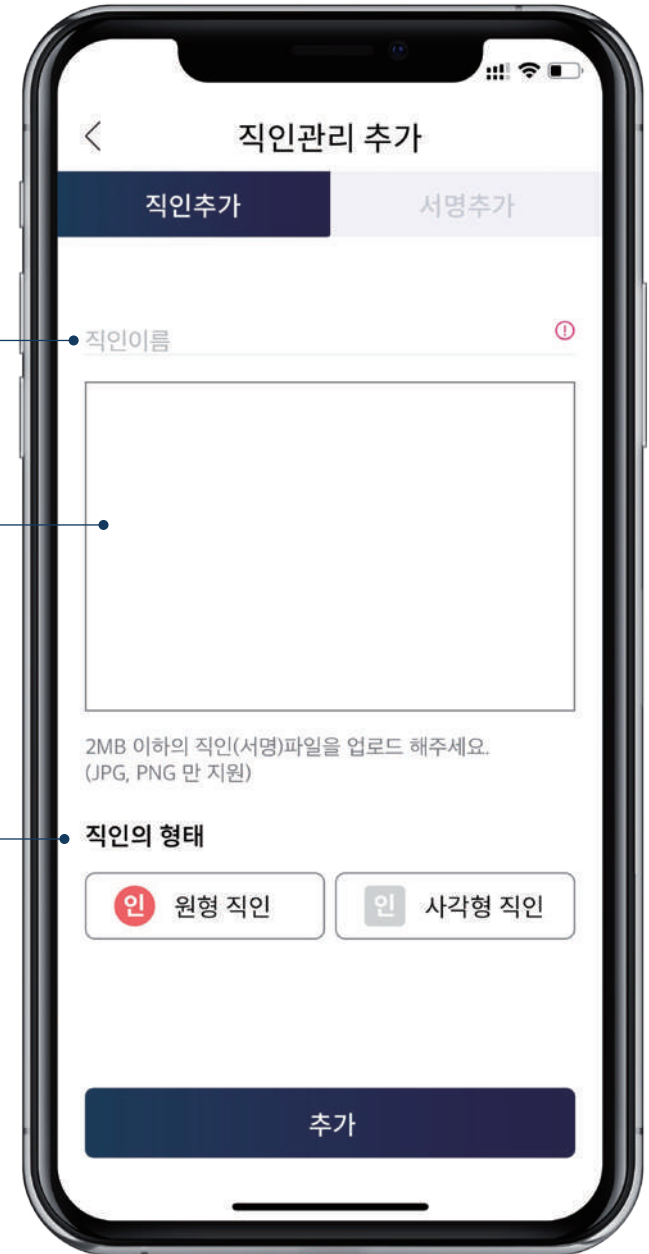 직인관리 추가
직인추가
서명추가
직인이름
2MB 이하의 직인(서명)파일을 업로드 해주세요.
(JPG, PNG 만 지원)
직인의 형태
인 원형 직인
인 사각형 직인
추가